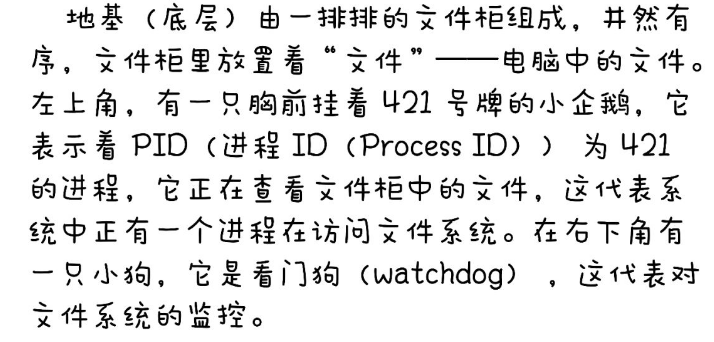 地基（底层）由一排排的文件柜组成，井然有
序，文件柜里放置着“文件”——电脑中的文件。
左上角，有一只胸前挂着 421 号牌的小企鹅，它
表示着 PID（进程 ID（Process ID）） 为 421
的进程，它正在查看文件柜中的文件，这代表系
统中正有一个进程在访问文件系统。在右下角有
一只小狗，它是看门狗（watchdog） ，这代表对
文件系统的监控。